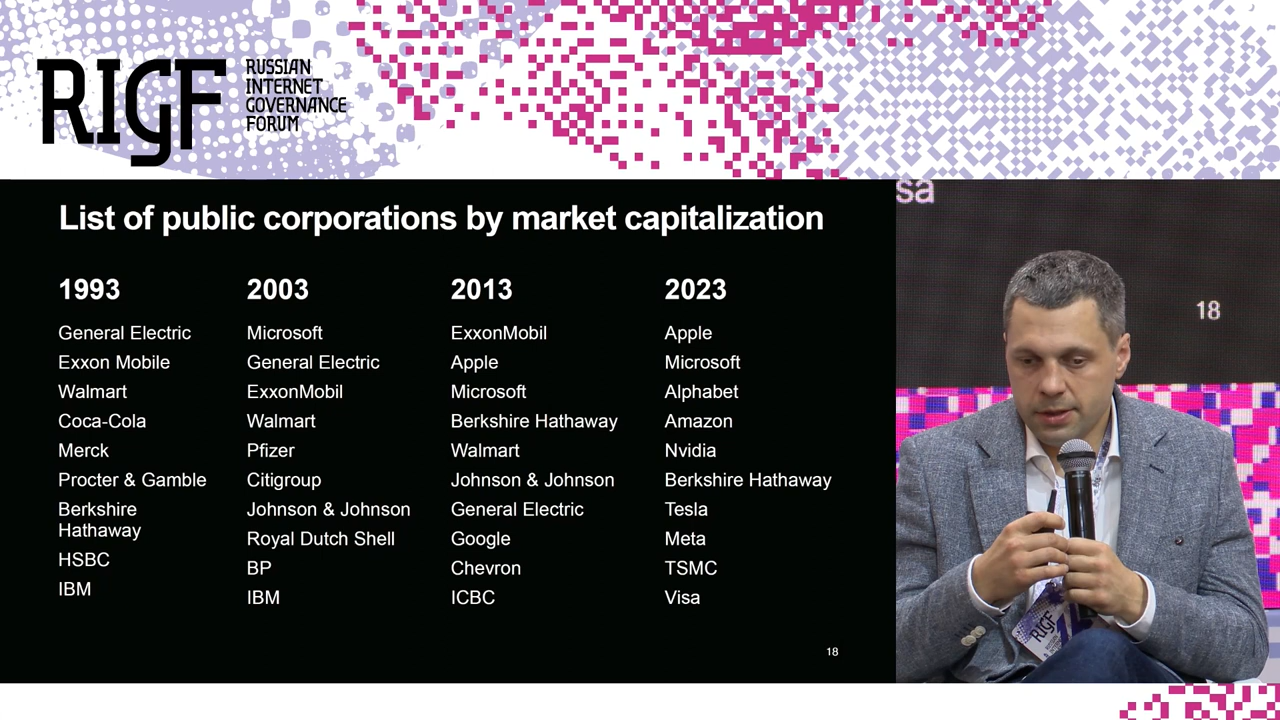 RIGF
RUSSIAN
INTERNET
GOVERNANCE
FORUM
List of public corporations by market capitalization
1993
General Electric
Exxon Mobile
Walmart
Coca-Cola
Merck
Procter & Gamble
Berkshire
Hathaway
HSBC
IBM
2003
Microsoft
General Electric
ExxonMobil
Walmart
Pfizer
Citigroup
Johnson & Johnson
Royal Dutch Shell
BP
IBM
2013
ExxonMobil
Apple
Microsoft
Berkshire Hathaway
Walmart
Johnson & Johnson
General Electric
Google
Chevron
ICBC
2023
Apple
Microsoft
Alphabet
Amazon
Nvidia
Berkshire Hathaway
Tesla
Meta
TSMC
Visa
18
sa
18
RIGF